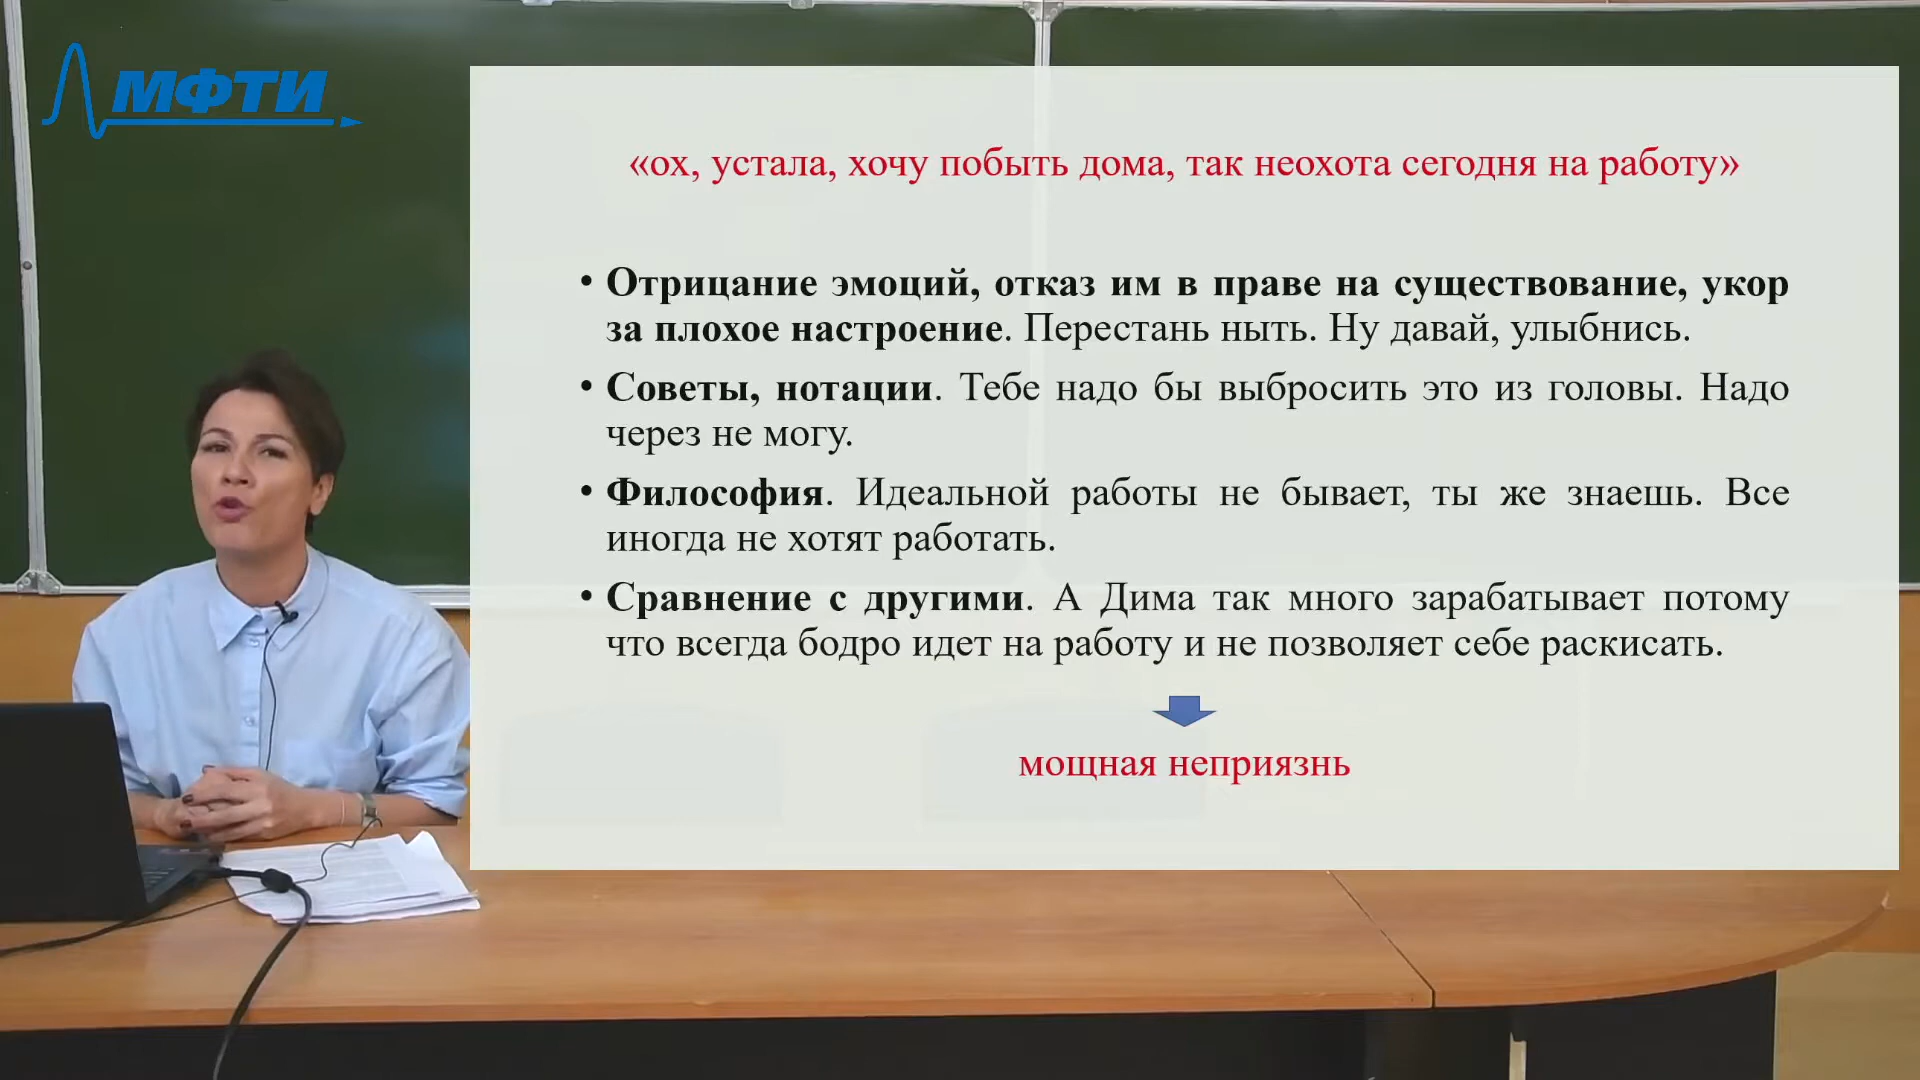 МФТИ
«ох, устала, хочу побыть дома, так неохота сегодня на работу»
• Отрицание эмоций, отказ им в праве на существование, укор
за плохое настроение. Перестань ныть. Ну давай, улыбнись.
• Советы, нотации. Тебе надо бы выбросить это из головы. Надо
через не могу.
• Философия. Идеальной работы не бывает, ты же знаешь. Все
иногда не хотят работать.
• Сравнение с другими. А Дима так много зарабатывает потому
что всегда бодро идет на работу и не позволяет себе раскисать.
мощная неприязнь